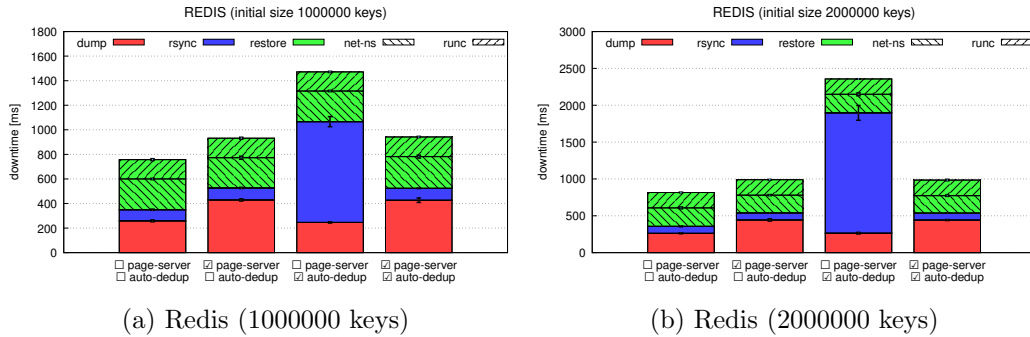 REDIS (initial size 1000000 keys)
1800
1600
1400
1200
1000
800
600
400
200
0
downtime [ms]
dump rsync restore net-ns runc
☐ page-server ☑ page-server ☐ page-server ☑ page-server
☐ auto-dedup ☐ auto-dedup ☑ auto-dedup ☑ auto-dedup
(a) Redis (1000000 keys)
REDIS (initial size 2000000 keys)
3000
2500
2000
1500
1000
500
0
downtime [ms]
dump rsync restore net-ns runc
☐ page-server ☑ page-server ☐ page-server ☑ page-server
☐ auto-dedup ☐ auto-dedup ☑ auto-dedup ☑ auto-dedup
(b) Redis (2000000 keys)